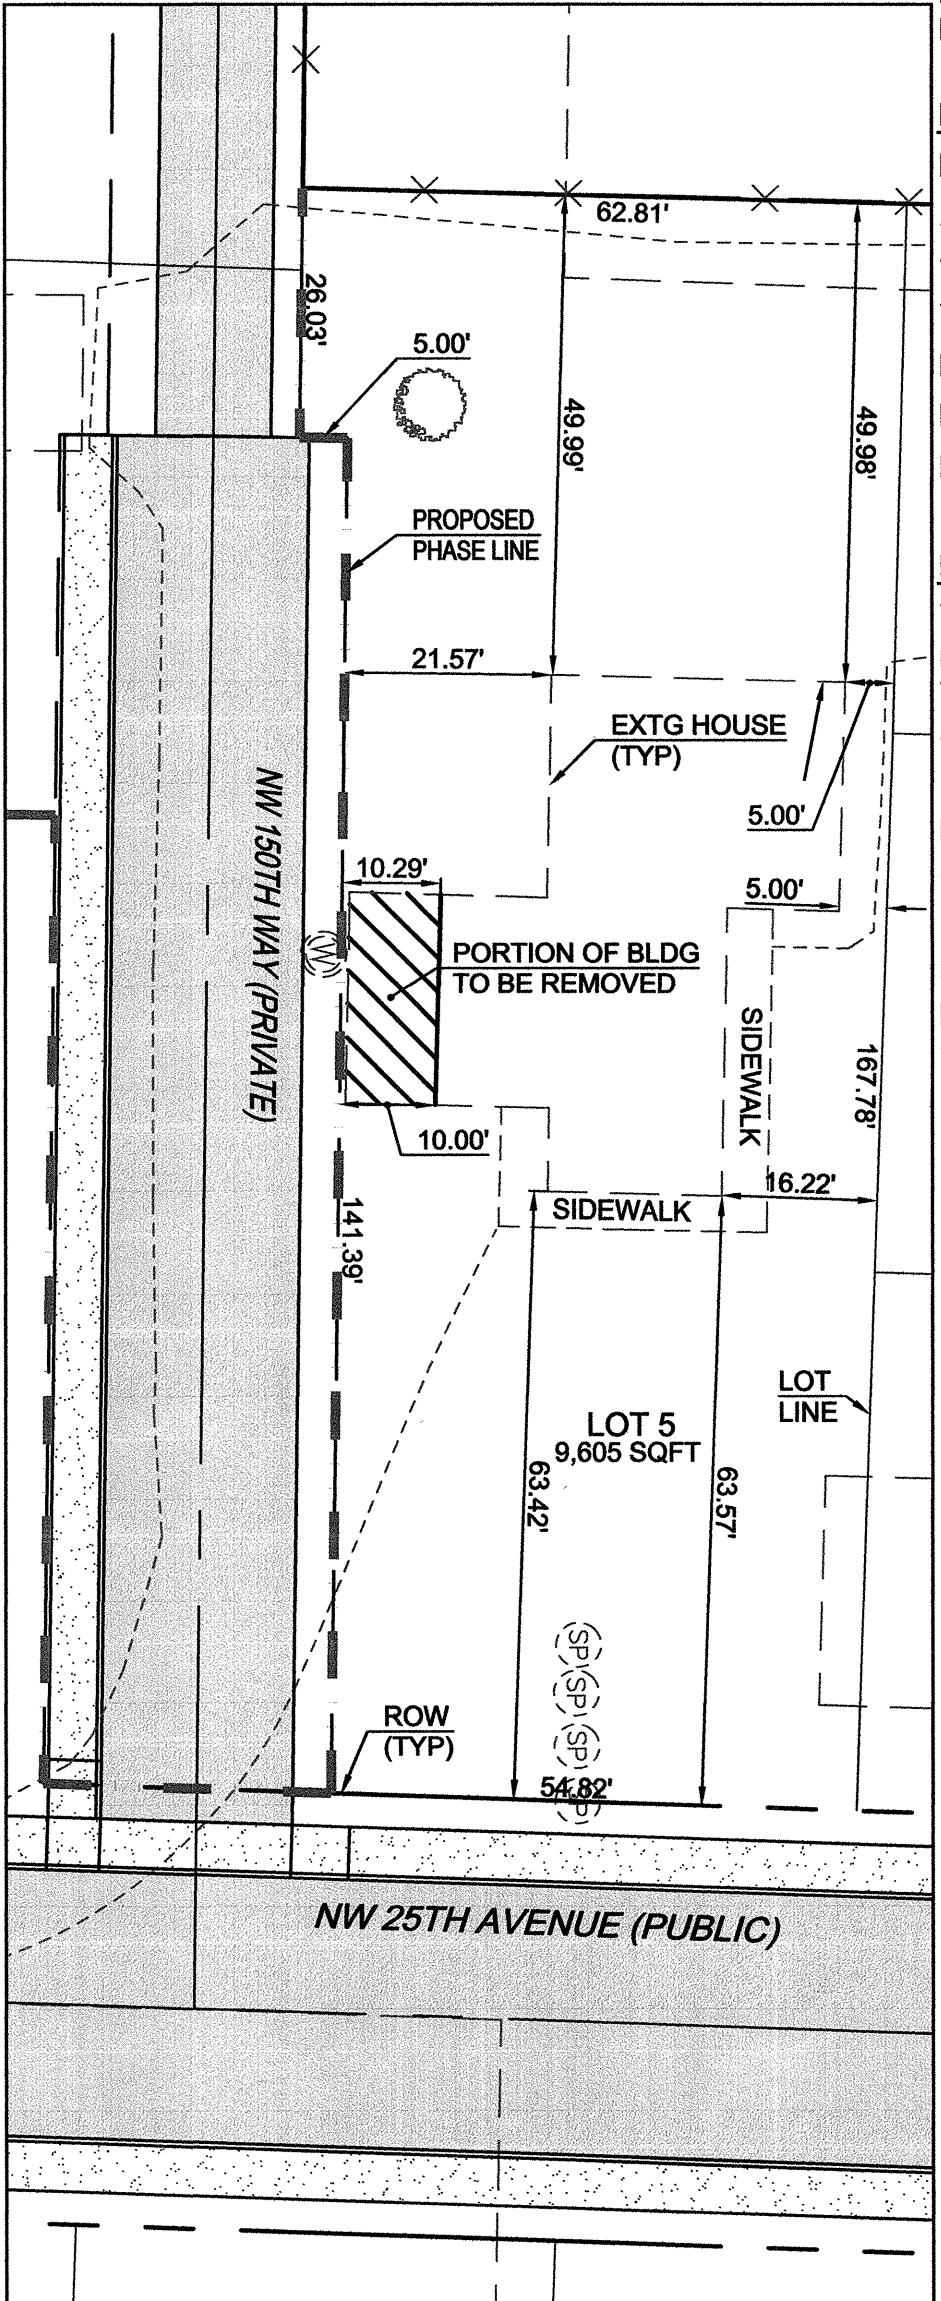 62.81'
26.03'
5.00'
49.99'
49.98'
PROPOSED
PHASE LINE
21.57'
EXTG HOUSE
(TYP)
5.00'
NW 150TH WAY (PRIVATE)
10.29'
5.00'
PORTION OF BLDG
TO BE REMOVED
W
SIDEWALK
167.78'
10.00'
16.22'
SIDEWALK
141.39'
LOT
LINE
LOT 5
9,605 SQFT
63.42'
63.57'
SP
SP
SP
SP
ROW
(TYP)
54.82'
NW 25TH AVENUE (PUBLIC)